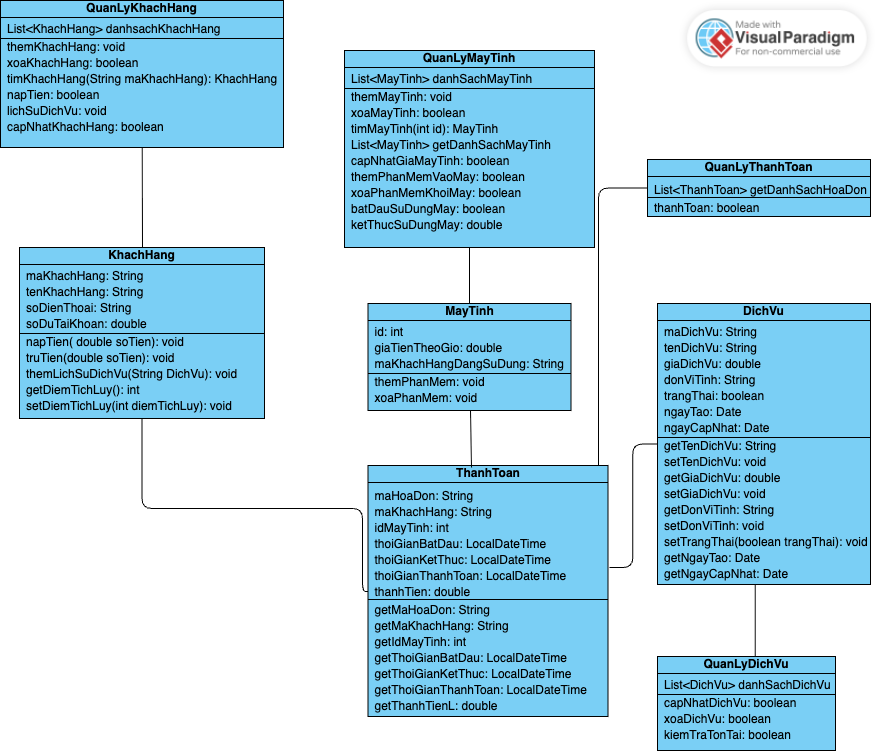 QuanLyKhachHang
List<KhachHang> danhsachKhachHang
themKhachHang: void
xoaKhachHang: boolean
timKhachHang(String maKhachHang): KhachHang
napTien: boolean
lichSuDichVu: void
capNhatKhachHang: boolean
Made with
VisualParadigm
For non-commercial use
QuanLyMayTinh
List<MayTinh> danhSachMayTinh
themMayTinh: void
xoaMayTinh: boolean
timMayTinh(int id): MayTinh
List<MayTinh> getDanhSachMayTinh
capNhatGiaMayTinh: boolean
themPhanMemVaoMay: boolean
xoaPhanMemKhoiMay: boolean
batDauSuDungMay: boolean
ketThucSuDungMay: double
QuanLyThanhToan
List<ThanhToan> getDanhSachHoaDon
thanhToan: boolean
KhachHang
maKhachHang: String
tenKhachHang: String
soDienThoai: String
soDuTaiKhoan: double
napTien( double soTien): void
truTien(double soTien): void
themLichSuDichVu(String DichVu): void
getDiemTichLuy(): int
setDiemTichLuy(int diemTichLuy): void
MayTinh
id: int
giaTienTheoGio: double
maKhachHangDangSuDung: String
themPhanMem: void
xoaPhanMem: void
DichVu
maDichVu: String
tenDichVu: String
giaDichVu: double
donViTinh: String
trangThai: boolean
ngayTao: Date
ngayCapNhat: Date
getTenDichVu: String
setTenDichVu: void
getGiaDichVu: double
setGiaDichVu: void
getDonViTinh: String
setDonViTinh: void
setTrangThai(boolean trangThai): void
getNgayTao: Date
getNgayCapNhat: Date
ThanhToan
maHoaDon: String
maKhachHang: String
idMayTinh: int
thoiGianBatDau: LocalDateTime
thoiGianKetThuc: LocalDateTime
thoiGianThanhToan: LocalDateTime
thanhTien: double
getMaHoaDon: String
getMaKhachHang: String
getIdMayTinh: int
getThoiGianBatDau: LocalDateTime
getThoiGianKetThuc: LocalDateTime
getThoiGianThanhToan: LocalDateTime
getThanhTienL: double
QuanLyDichVu
List<DichVu> danhSachDichVu
capNhatDichVu: boolean
xoaDichVu: boolean
kiemTraTonTai: boolean